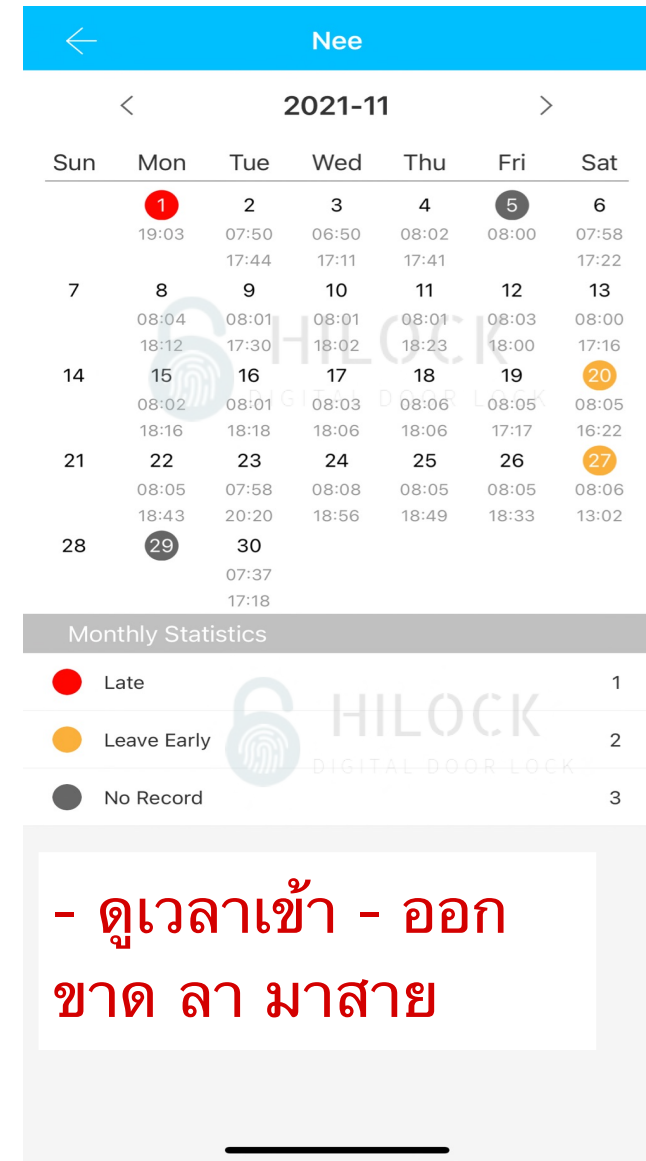 Nee
2021-11
Sun Mon Tue Wed Thu Fri Sat
1 2 3 4 5 6
19:03 07:50 06:50 08:02 08:00 07:58
17:44 17:11 17:41 17:22
7 8 9 10 11 12 13
08:04 08:01 08:01 08:01 08:03 08:00
18:12 17:30 18:02 18:23 18:00 17:16
14 15 16 17 18 19 20
08:02 08:01 08:03 08:06 08:05 08:05
18:16 18:18 18:06 18:06 17:17 16:22
21 22 23 24 25 26 27
08:05 07:58 08:08 08:05 08:05 08:06
18:43 20:20 18:56 18:49 18:33 13:02
28 29 30
07:37
17:18
HILOCK
DIGITAL DOOR LOCK
Monthly Statistics
Late 1
Leave Early 2
No Record 3
HILOCK
DIGITAL DOOR LOCK
- ดูเวลาเข้า - ออก
ขาด ลา มาสาย